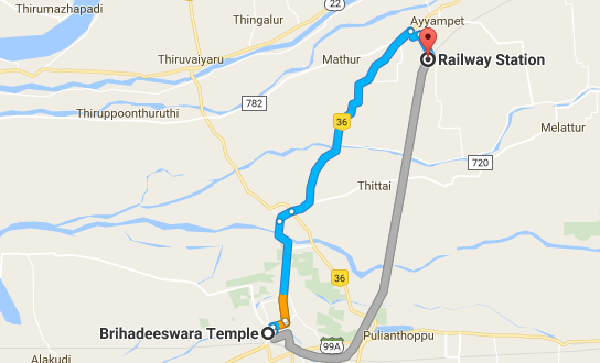 Thirumazhapadi
22
Thingalur
Ayyampet
Thiruvaiyaru
Mathur
Railway Station
782
Thiruppoonthuruthi
36
Melattur
720
Thittai
36
Brihadeeswara Temple
99A
Pulianthoppu
Alakudi